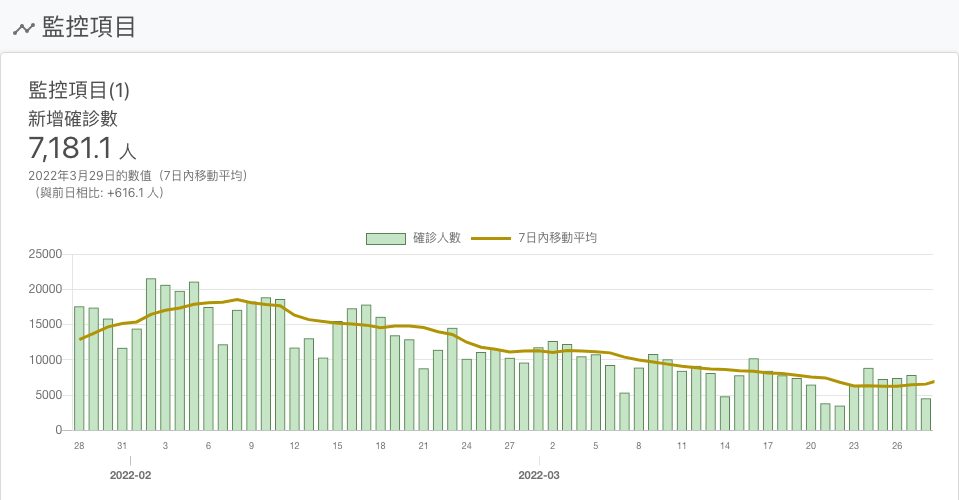 監控項目
監控項目(1)
新增確診數
7,181.1 人
2022年3月29日的數值（7日內移動平均）
（與前日相比: +616.1 人）
確診人數 7日內移動平均
25000
20000
15000
10000
5000
0
28 31 3 6 9 12 15 18 21 24 27 2 5 8 11 14 17 20 23 26
2022-02 2022-03